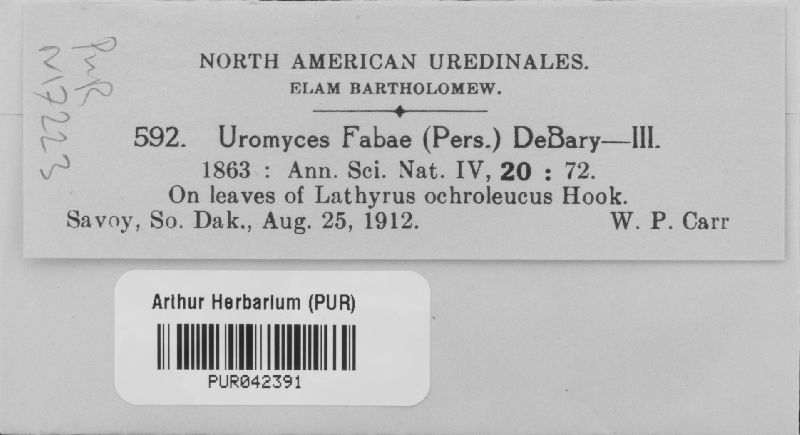 PUR
N17223
NORTH AMERICAN UREDINALES.
ELAM BARTHOLOMEW.
592. Uromyces Fabae (Pers.) DeBary—III.
1863 : Ann. Sci. Nat. IV, 20 : 72.
On leaves of Lathyrus ochroleucus Hook.
Savoy, So. Dak., Aug. 25, 1912. W. P. Carr
Arthur Herbarium (PUR)
PUR042391